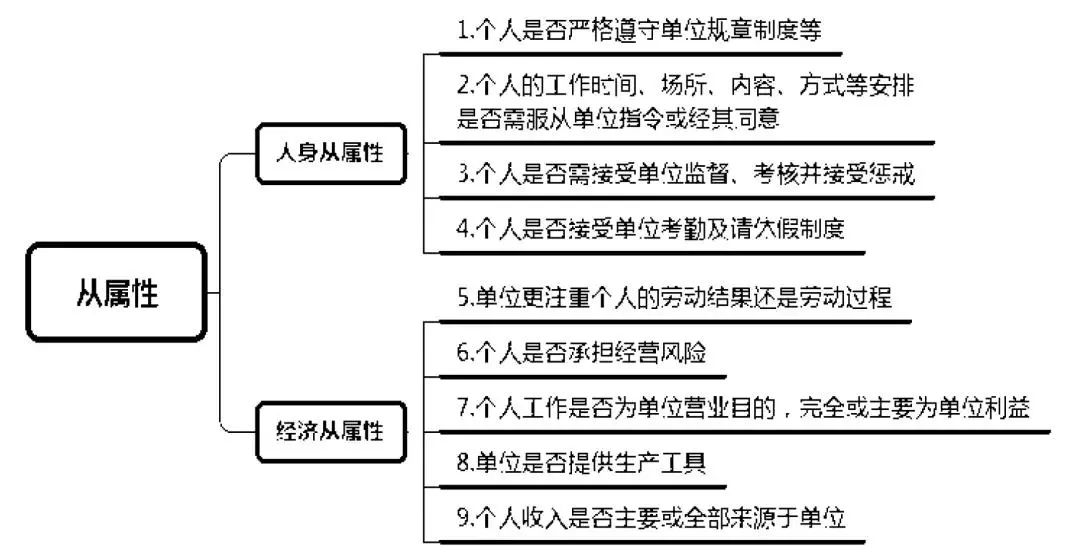 从属性
人身从属性
1.个人是否严格遵守单位规章制度等
2.个人的工作时间、场所、内容、方式等安排
是否需服从单位指令或经其同意
3.个人是否需接受单位监督、考核并接受惩戒
4.个人是否接受单位考勤及请休假制度
经济从属性
5.单位更注重个人的劳动结果还是劳动过程
6.个人是否承担经营风险
7.个人工作是否为单位营业目的，完全或主要为单位利益
8.单位是否提供生产工具
9.个人收入是否主要或全部来源于单位